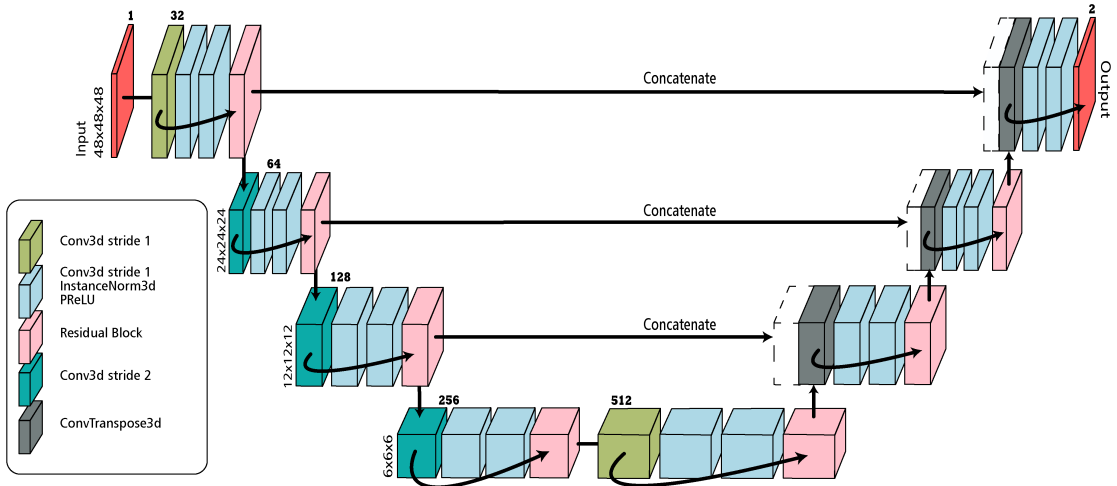 1
32
2
Input
48x48x48
Concatenate
Output
64
24x24x24
Concatenate
128
12x12x12
Concatenate
256
512
6x6x6
Conv3d stride 1
Conv3d stride 1
InstanceNorm3d
PReLU
Residual Block
Conv3d stride 2
ConvTranspose3d